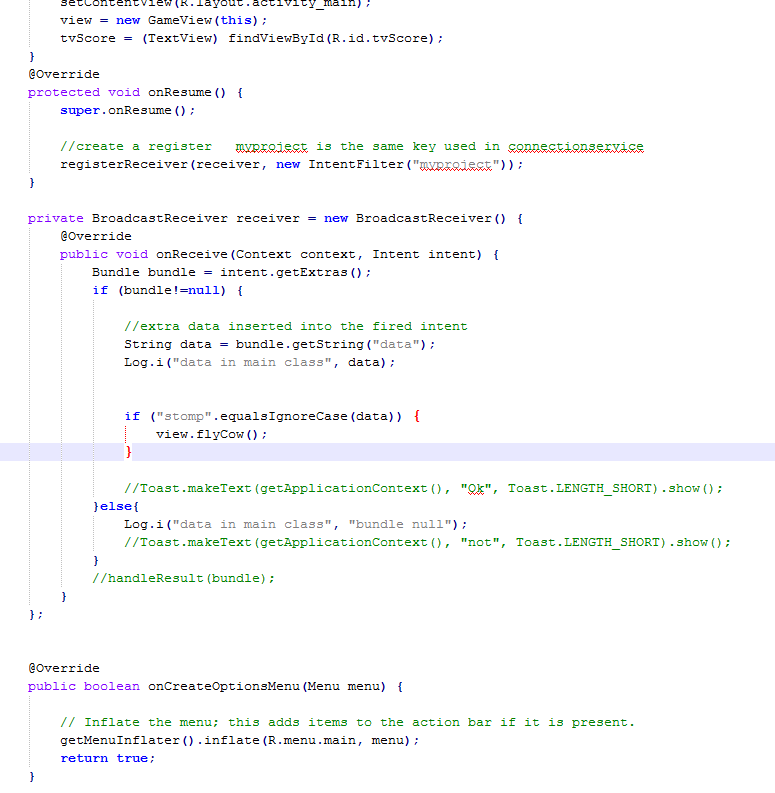 setContentView(R.layout.activity_main);
view = new GameView(this);
tvScore = (TextView) findViewById(R.id.tvScore);
}
@Override
protected void onResume() {
super.onResume();
//create a register   myproject is the same key used in connectionservice
registerReceiver(receiver, new IntentFilter("myproject"));
}
private BroadcastReceiver receiver = new BroadcastReceiver() {
@Override
public void onReceive(Context context, Intent intent) {
Bundle bundle = intent.getExtras();
if (bundle!=null) {
//extra data inserted into the fired intent
String data = bundle.getString("data");
Log.i("data in main class", data);
if ("stomp".equalsIgnoreCase(data)) {
view.flyCow();
}
//Toast.makeText(getApplicationContext(), "Ok", Toast.LENGTH_SHORT).show();
}else{
Log.i("data in main class", "bundle null");
//Toast.makeText(getApplicationContext(), "not", Toast.LENGTH_SHORT).show();
}
//handleResult(bundle);
}
};
@Override
public boolean onCreateOptionsMenu(Menu menu) {
// Inflate the menu; this adds items to the action bar if it is present.
getMenuInflater().inflate(R.menu.main, menu);
return true;
}